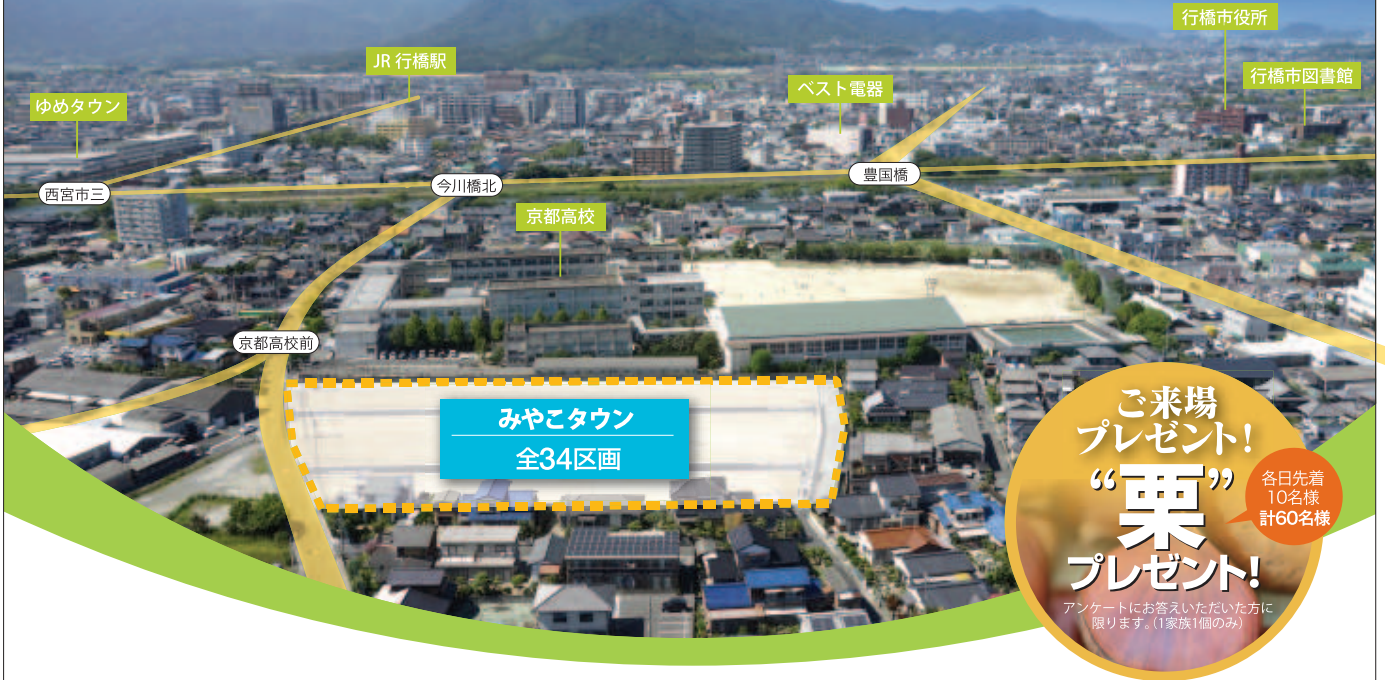 行橋市役所
JR 行橋駅
行橋市図書館
ベスト電器
ゆめタウン
豊国橋
今川橋北
西宮市三
京都高校
京都高校前
みやこタウン
全34区画
ご来場
プレゼント!
“栗”
プレゼント!
各日先着
10名様
計60名様
アンケートにお答えいただいた方に
限ります。(1家族1個のみ)